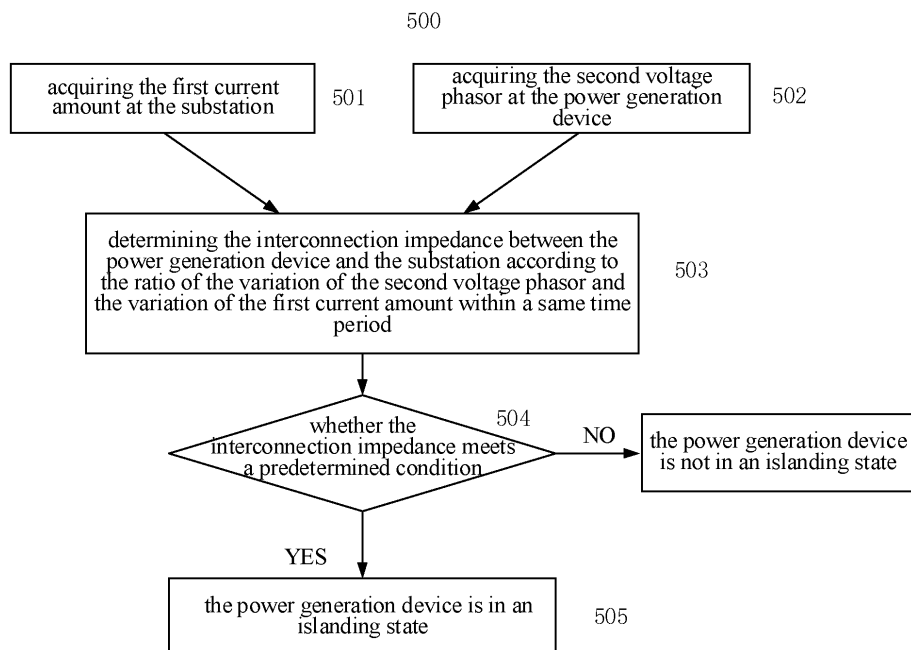 500
acquiring the first current
amount at the substation
501
acquiring the second voltage
phasor at the power generation
device
502
determining the interconnection impedance between the
power generation device and the substation according to
the ratio of the variation of the second voltage phasor and
the variation of the first current amount within a same time
period
503
whether the
interconnection impedance meets
a predetermined condition
504
NO
the power generation device
is not in an islanding state
YES
the power generation device is in an
islanding state
505